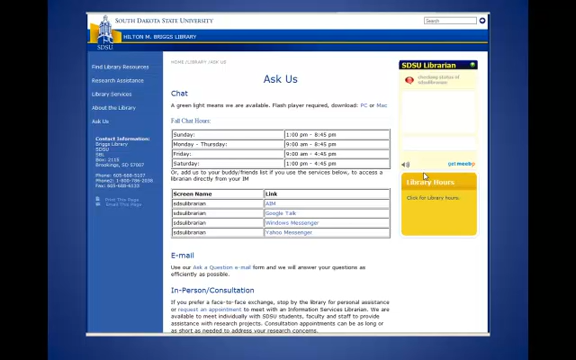 SOUTH DAKOTA STATE UNIVERSITY
Search
SDSU
HILTON M. BRIGGS LIBRARY
HOME /LIBRARY /ASK US
Find Library Resources
Research Assistance
Library Services
About the Library
Ask Us
Contact Information:
Briggs Library
SDSU
Brookings, SD 57007
Print This Page
Email This Page
Ask Us
Chat
A green light means we are available. Flash player required, download: PC or Mac
Fall Chat Hours:
Sunday: 1:00 pm - 8:45 pm
Monday - Thursday: 9:00 am - 8:45 pm
Friday: 9:00 am - 4:45 pm
Saturday: 1:00 pm - 4:45 pm
Or, add us to your buddy/friends list if you use the services below, to access a
librarian directly from your IM
Screen Name Link
sdsulibrarian AIM
sdsulibrarian Google Talk
sdsulibrarian Windows Messenger
sdsulibrarian Yahoo Messenger
E-mail
Use our Ask a Question e-mail form and we will answer your questions as
efficiently as possible.
In-Person/Consultation
If you prefer a face-to-face exchange, stop by the library for personal assistance
or request an appointment to meet with an Information Services Librarian. We
are available to meet individually with SDSU students, faculty and staff to provide
assistance with research projects. Consultation appointments can be as long or
as short as needed to address your research concerns.
SDSU Librarian
checking status of
sdsulibrarian
get meebo
Library Hours
Click for Library hours.